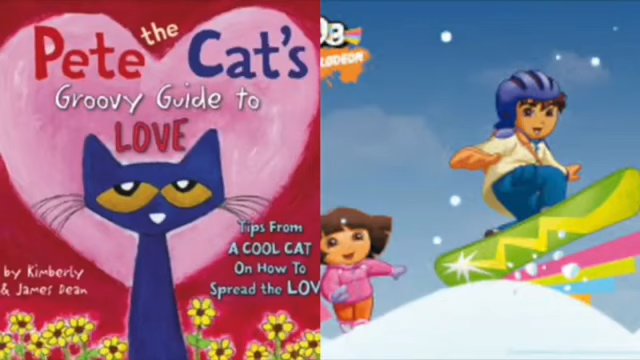 Pete the Cat's
Groovy Guide to
LOVE
Tips From
A COOL CAT
On How To
Spread the LOV
by Kimberly
& James Dean